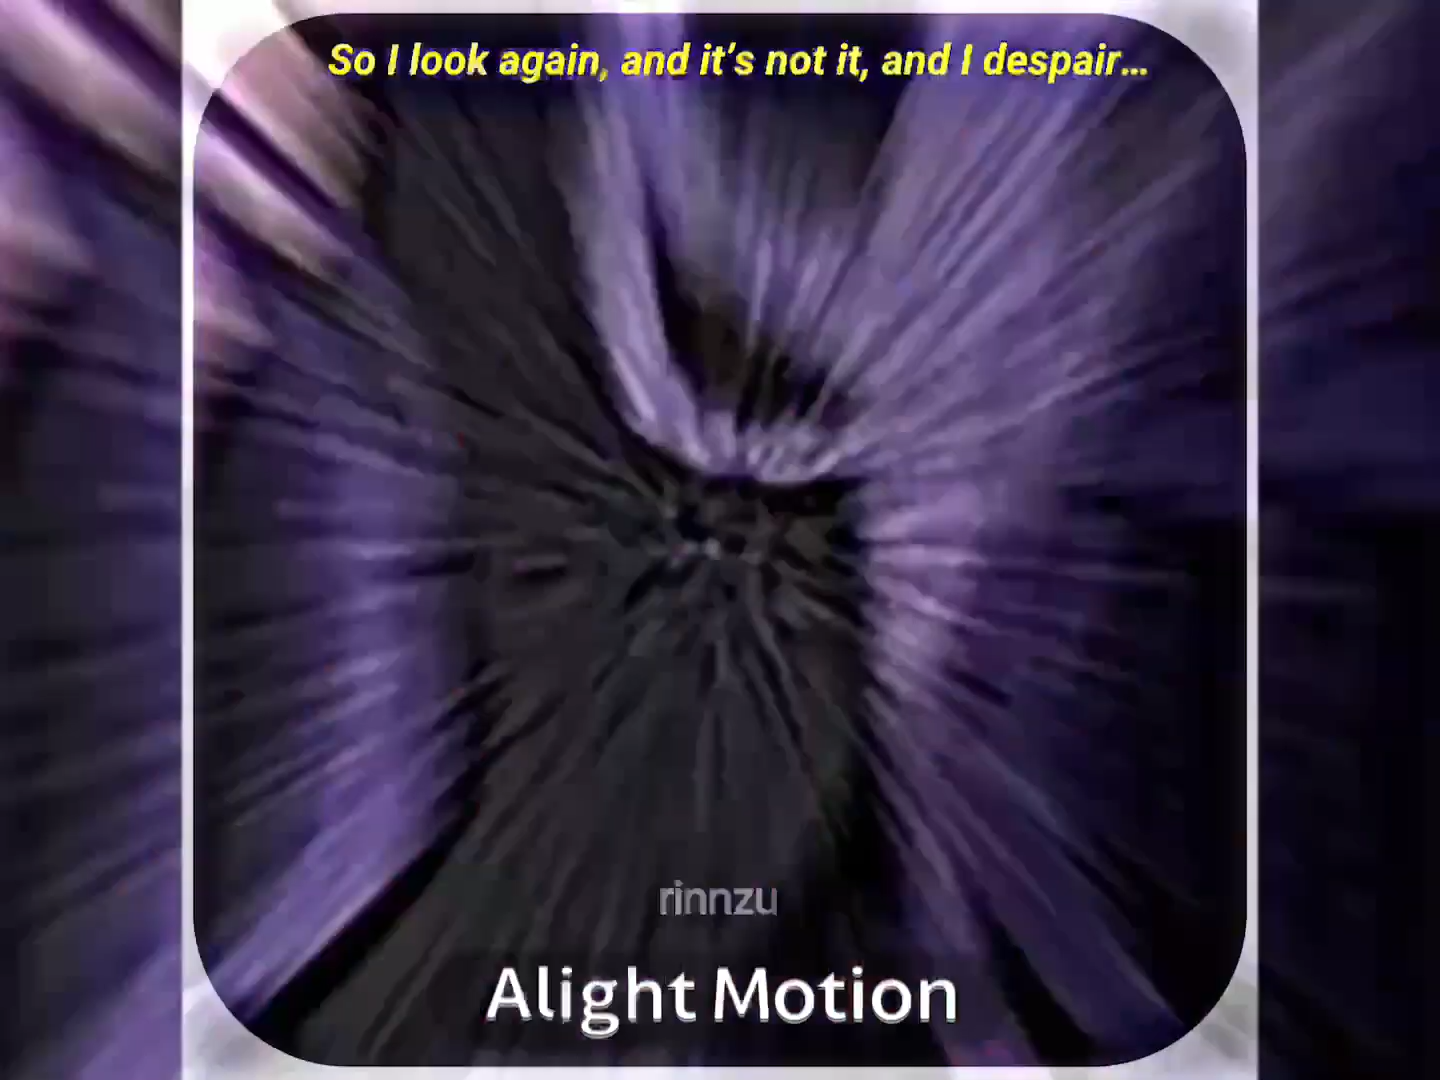 So I look again, and it's not it, and I despair...
rinnzu
Alight Motion